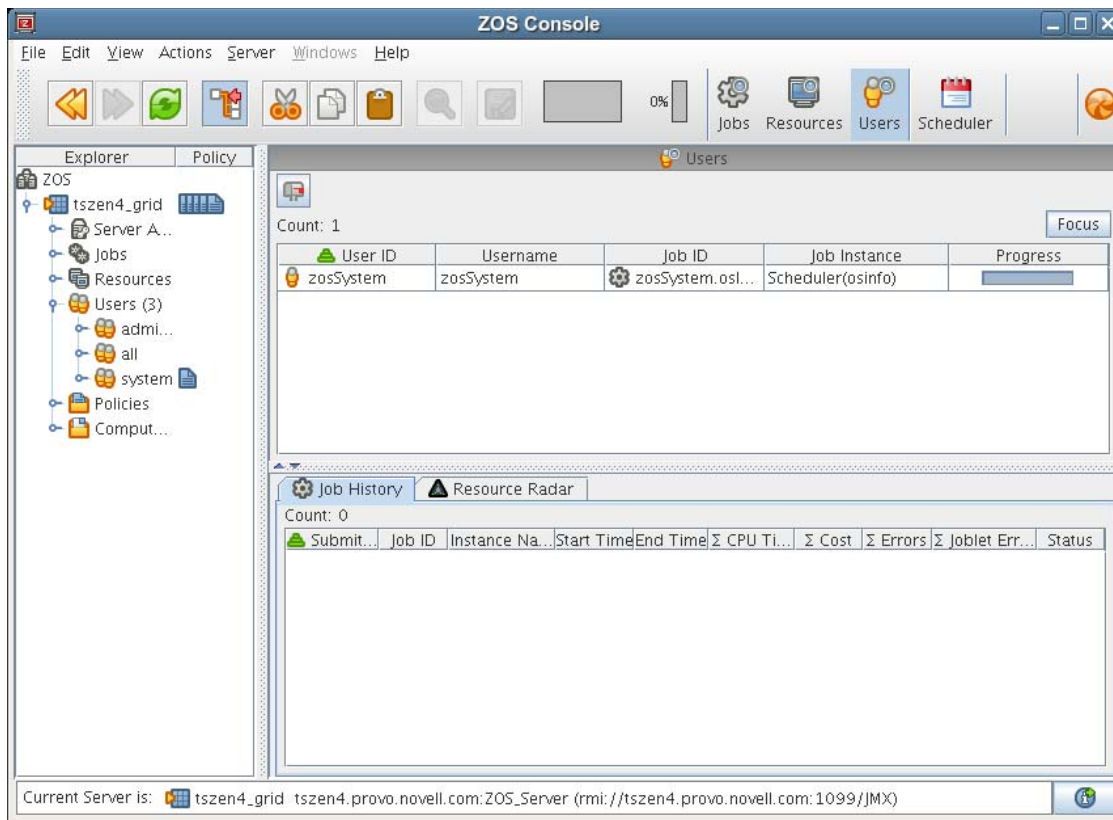 ZOS Console
File Edit View Actions Server Windows Help
0%
Jobs Resources Users Scheduler
Explorer Policy
ZOS
tszen4_grid
Server A...
Jobs
Resources
Users (3)
admi...
all
system
Policies
Comput...
Users
Count: 1
Focus
User ID Username Job ID Job Instance Progress
zosSystem zosSystem zosSystem.osI... Scheduler(osinfo)
Job History Resource Radar
Count: 0
Submit... Job ID Instance Na... Start Time End Time Σ CPU Ti... Σ Cost Σ Errors Σ Joblet Err... Status
Current Server is: tszen4_grid tszen4.provo.novell.com:ZOS_Server (rmi://tszen4.provo.novell.com:1099/JMX)